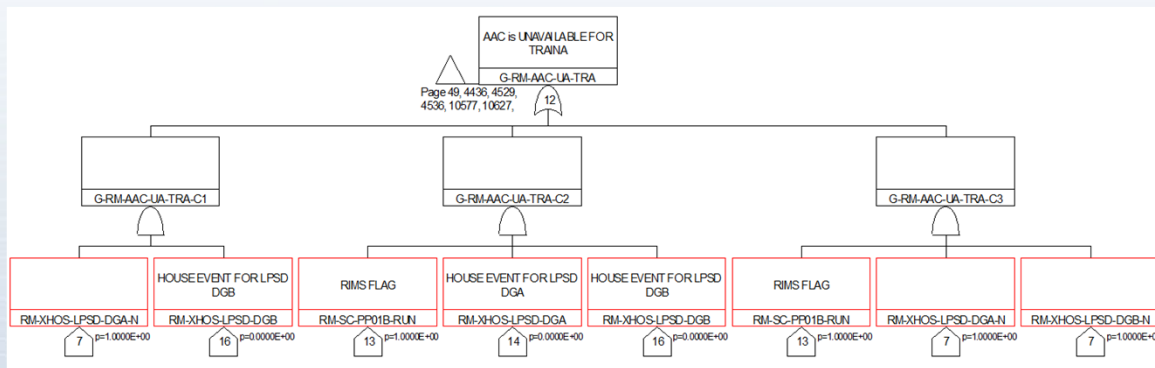 AAC is UNAVAILABLE FOR
TRAINA
G-RM-AAC-UA-TRA
Page 49, 4436, 4529,
4536, 10577, 10627,
12
G-RM-AAC-UA-TRA-C1
G-RM-AAC-UA-TRA-C2
G-RM-AAC-UA-TRA-C3
RM-XHOS-LPSD-DGA-N
7
p=1.0000E+00
HOUSE EVENT FOR LPSD
DGB
RM-XHOS-LPSD-DGB
16
p=0.0000E+00
RIMS FLAG
RM-SC-PP01B-RUN
13
p=1.0000E+00
HOUSE EVENT FOR LPSD
DGA
RM-XHOS-LPSD-DGA
14
p=0.0000E+00
HOUSE EVENT FOR LPSD
DGB
RM-XHOS-LPSD-DGB
16
p=0.0000E+00
RIMS FLAG
RM-SC-PP01B-RUN
13
p=1.0000E+00
RM-XHOS-LPSD-DGA-N
7
p=1.0000E+00
RM-XHOS-LPSD-DGB-N
7
p=1.0000E+00